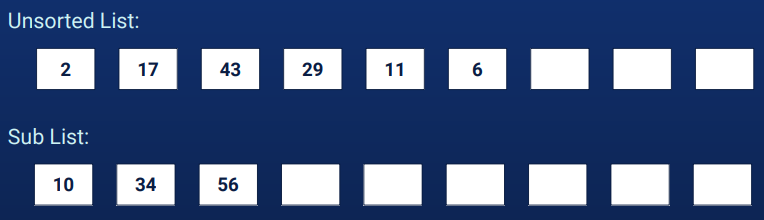 Unsorted List:
2 17 43 29 11 6
Sub List:
10 34 56